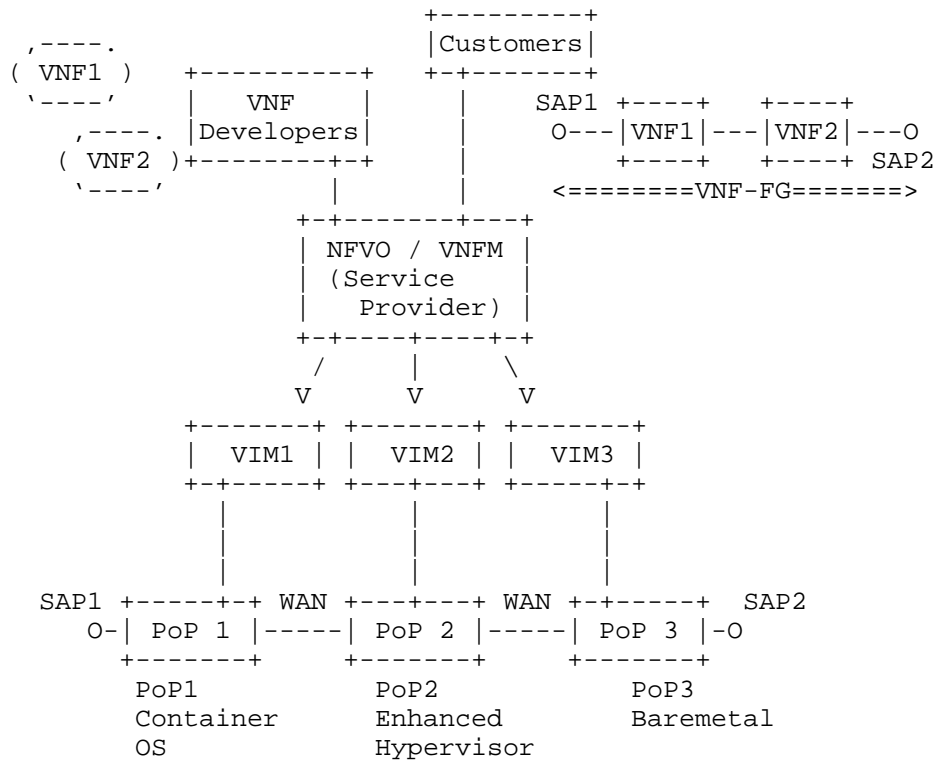 Customers
VNF1
VNF SAP1
Developers VNF1 VNF2
VNF2 SAP2
VNF-FG
NFVO / VNFM
(Service
Provider)
VIM1 VIM2 VIM3
SAP1 WAN WAN SAP2
PoP 1 PoP 2 PoP 3
PoP1 PoP2 PoP3
Container Enhanced Baremetal
OS Hypervisor